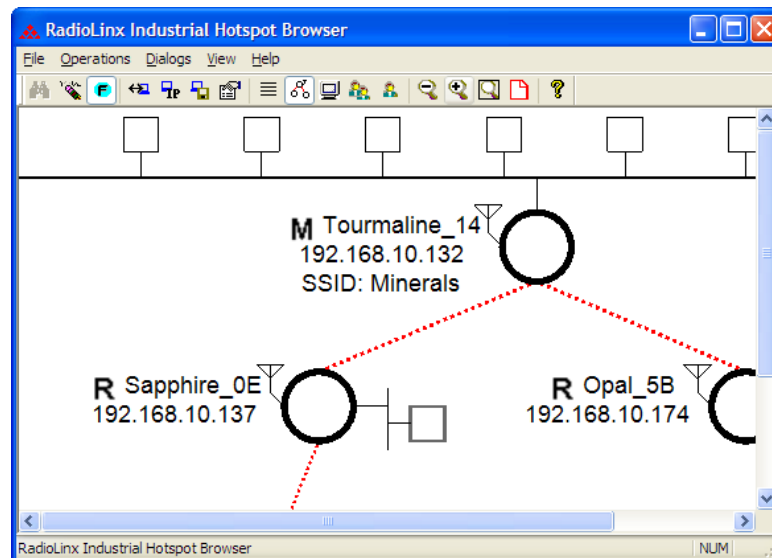 RadioLinx Industrial Hotspot Browser
File Operations Dialogs View Help
F IP ?
M Tourmaline_14
192.168.10.132
SSID: Minerals
R Sapphire_0E
192.168.10.137
R Opal_5B
192.168.10.174
RadioLinx Industrial Hotspot Browser NUM